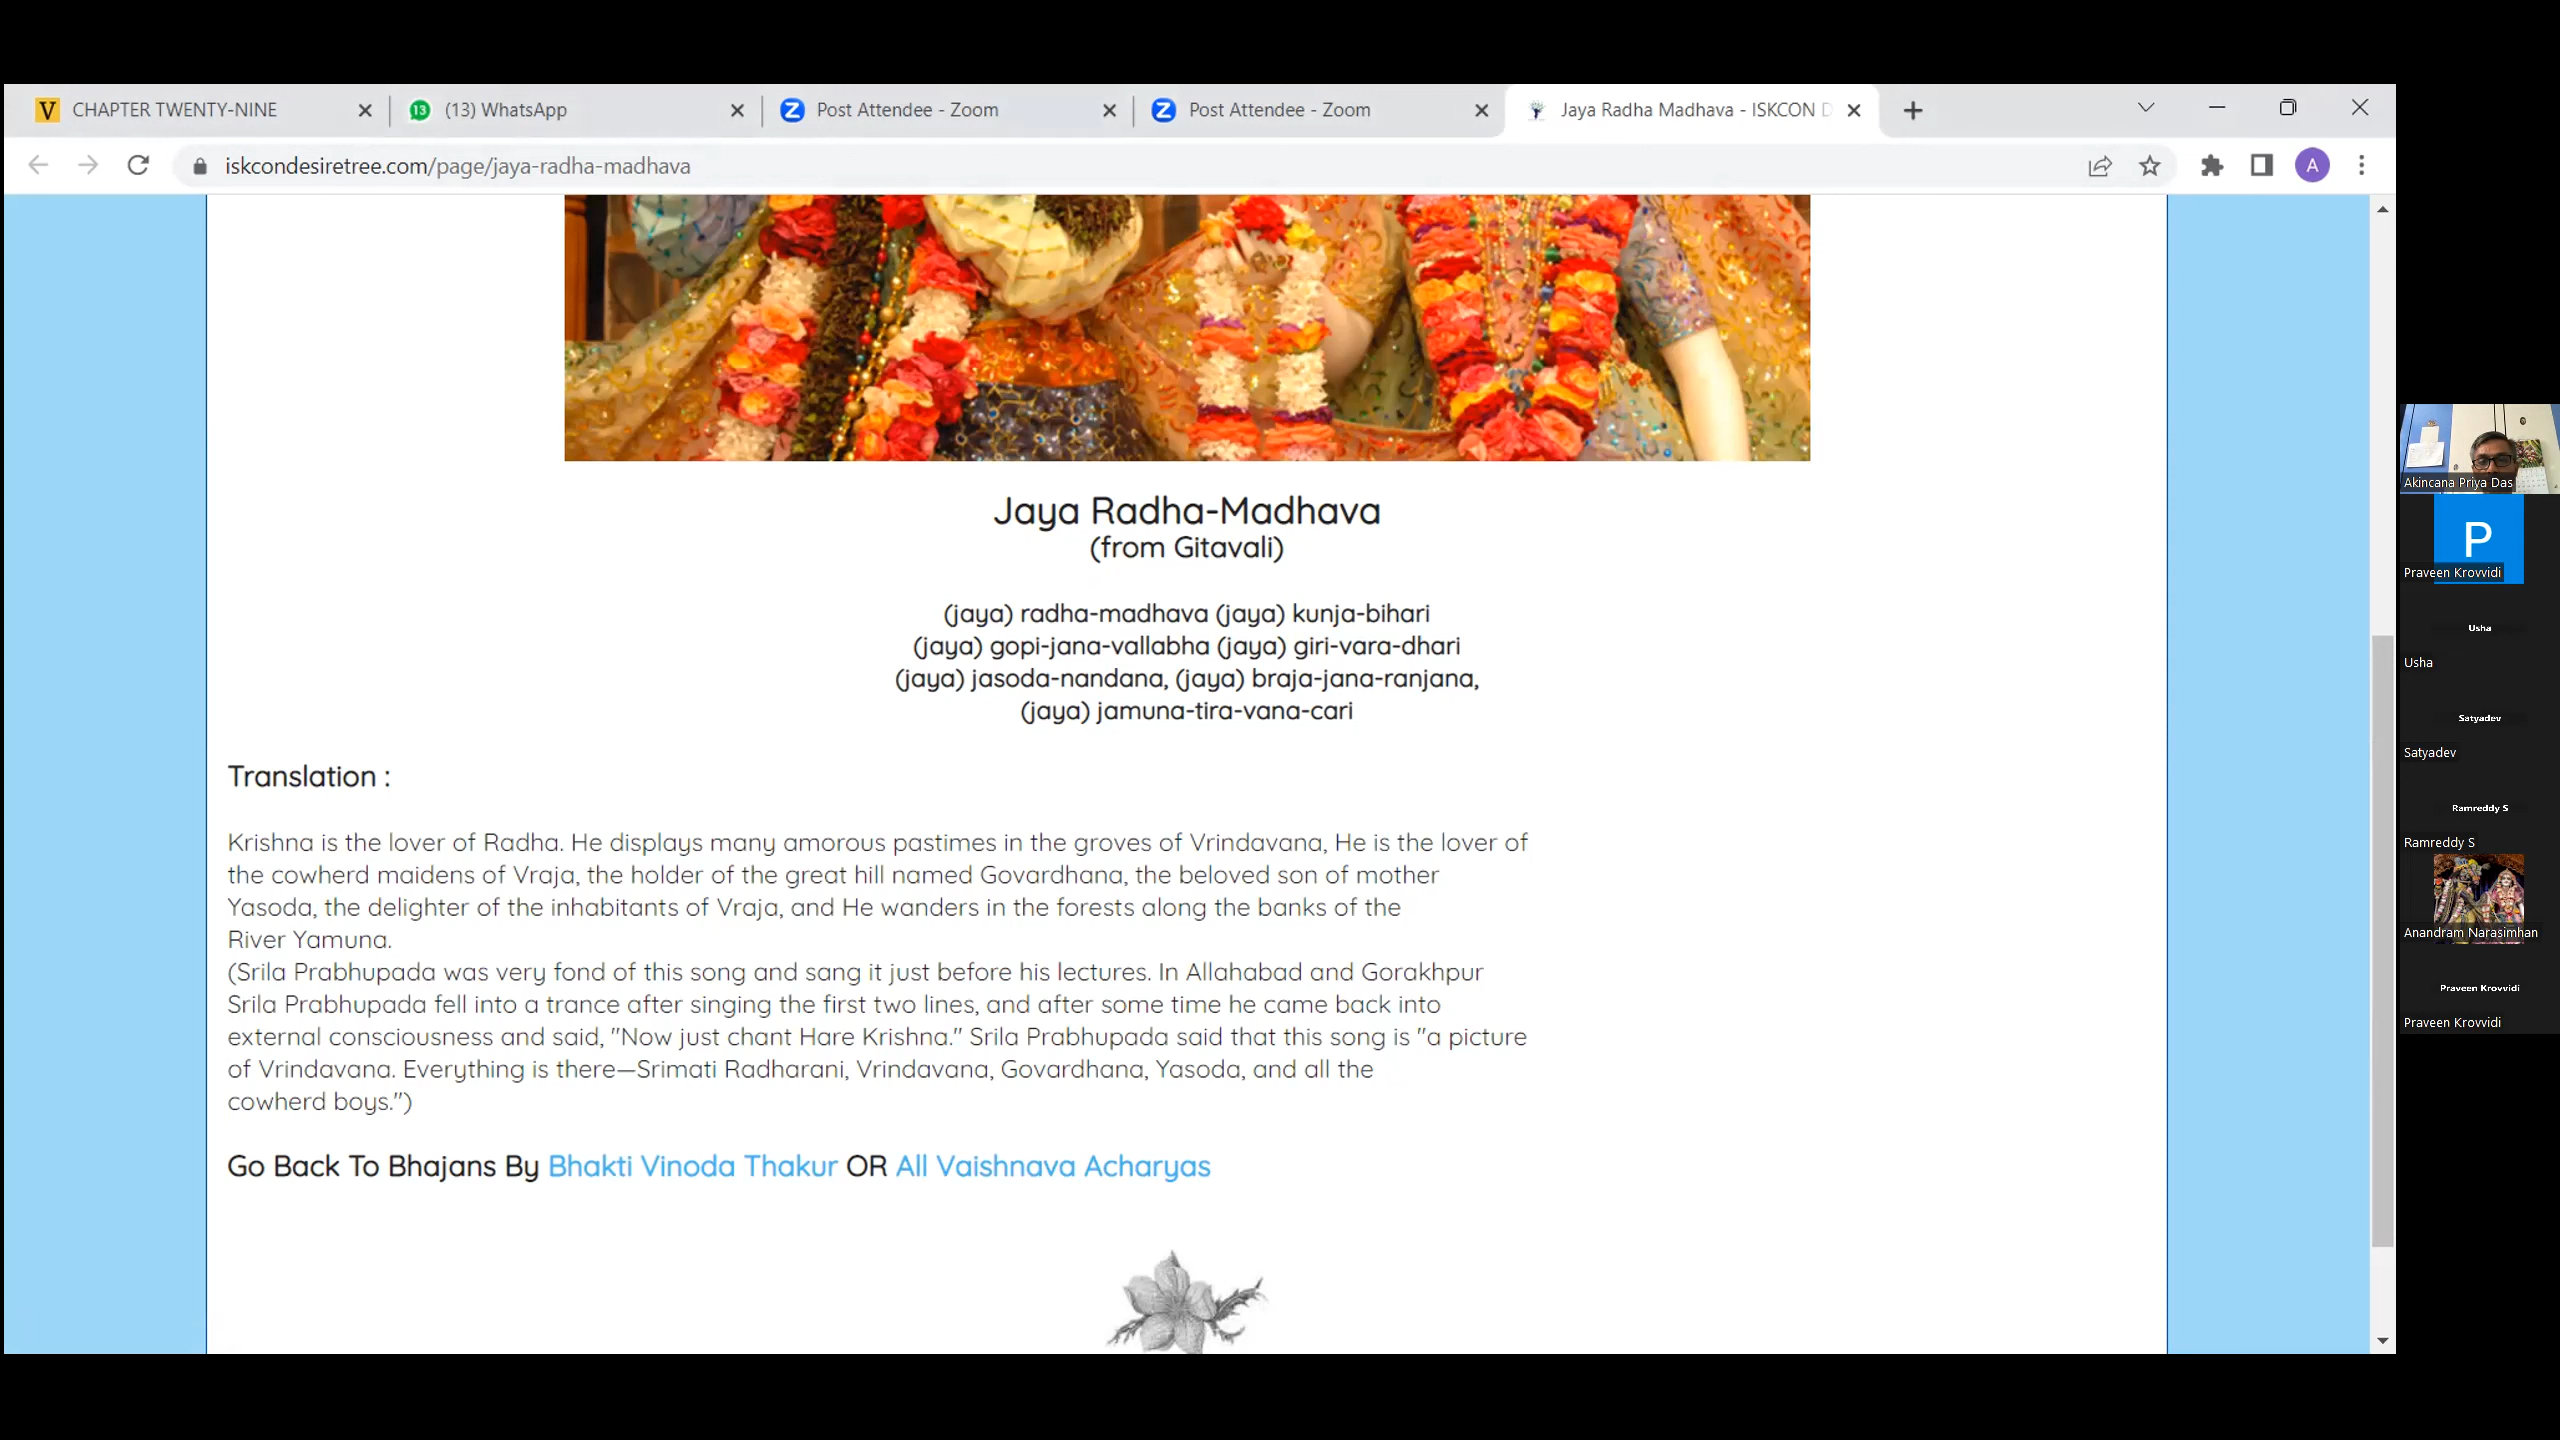 CHAPTER TWENTY-NINE
13
(13) WhatsApp
Post Attendee - Zoom
Post Attendee - Zoom
Jaya Radha Madhava - ISKCON D
iskcondesiretree.com/page/jaya-radha-madhava
A
Jaya Radha-Madhava
(from Gitavali)
(jaya) radha-madhava (jaya) kunja-bihari
(jaya) gopi-jana-vallabha (jaya) giri-vara-dhari
(jaya) jasoda-nandana, (jaya) braja-jana-ranjana,
(jaya) jamuna-tira-vana-cari
Translation :
Krishna is the lover of Radha. He displays many amorous pastimes in the groves of Vrindavana, He is the lover of
the cowherd maidens of Vraja, the holder of the great hill named Govardhana, the beloved son of mother
Yasoda, the delighter of the inhabitants of Vraja, and He wanders in the forests along the banks of the
River Yamuna.
(Srila Prabhupada was very fond of this song and sang it just before his lectures. In Allahabad and Gorakhpur
Srila Prabhupada fell into a trance after singing the first two lines, and after some time he came back into
external consciousness and said, "Now just chant Hare Krishna." Srila Prabhupada said that this song is "a picture
of Vrindavana. Everything is there—Srimati Radharani, Vrindavana, Govardhana, Yasoda, and all the
cowherd boys.")
Go Back To Bhajans By Bhakti Vinoda Thakur OR All Vaishnava Acharyas
Akincana Priya Das
P
Praveen Krovvidi
Usha
Usha
Satyadev
Satyadev
Ramreddy S
Ramreddy S
Anandram Narasimhan
Praveen Krovvidi
Praveen Krovvidi